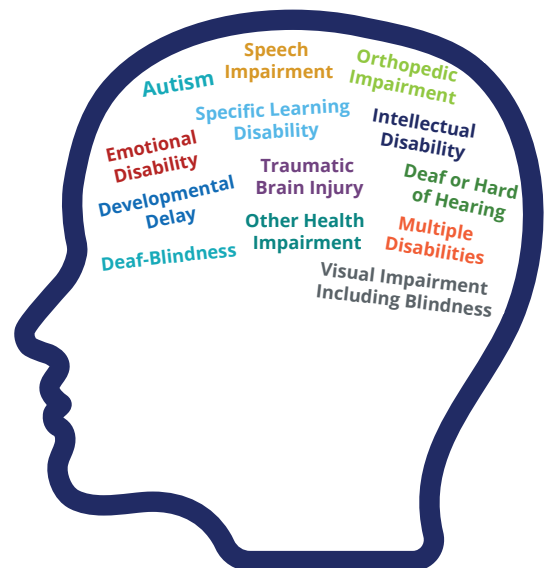 Speech
Impairment
Orthopedic
Impairment
Autism
Specific Learning
Disability
Intellectual
Disability
Emotional
Disability
Traumatic
Brain Injury
Deaf or Hard
of Hearing
Developmental
Delay
Other Health
Impairment
Multiple
Disabilities
Deaf-Blindness
Visual Impairment
Including Blindness